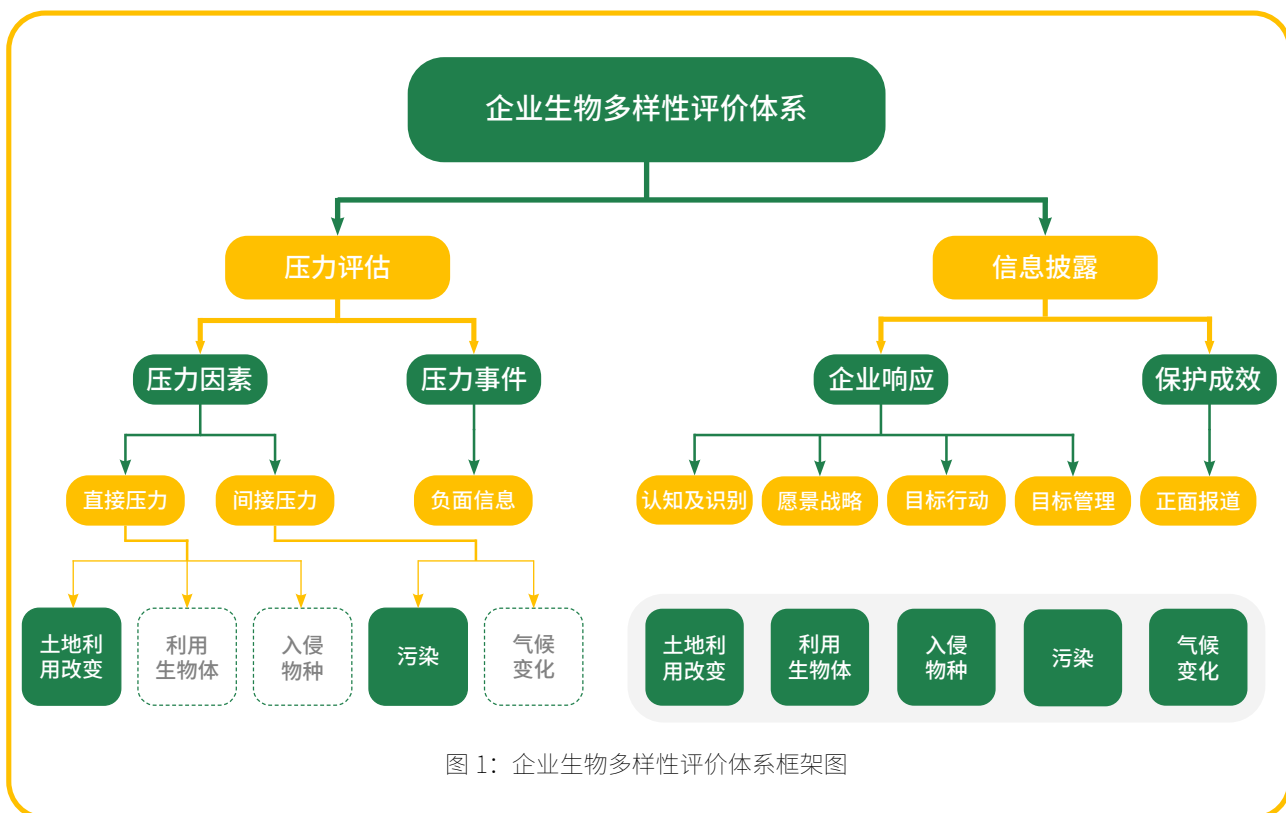 企业生物多样性评价体系
压力评估
信息披露
压力因素
压力事件
企业响应
保护成效
直接压力
间接压力
负面信息
认知及识别
愿景战略
目标行动
目标管理
正面报道
土地利
用改变
利用
生物体
入侵
物种
污染
气候
变化
土地利
用改变
利用
生物体
入侵
物种
污染
气候
变化
图 1：企业生物多样性评价体系框架图